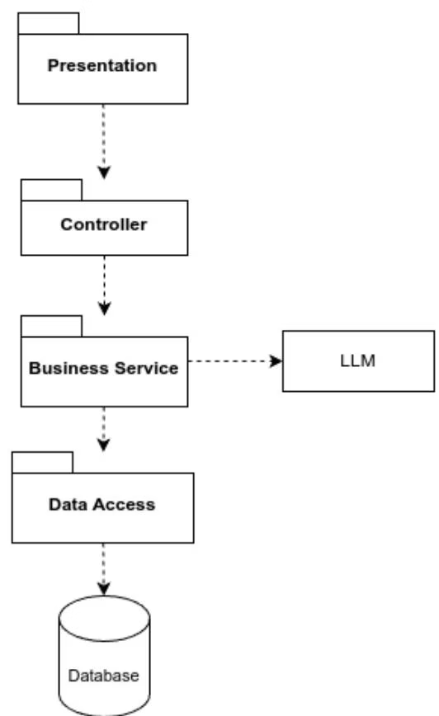 Presentation
Controller
Business Service
LLM
Data Access
Database